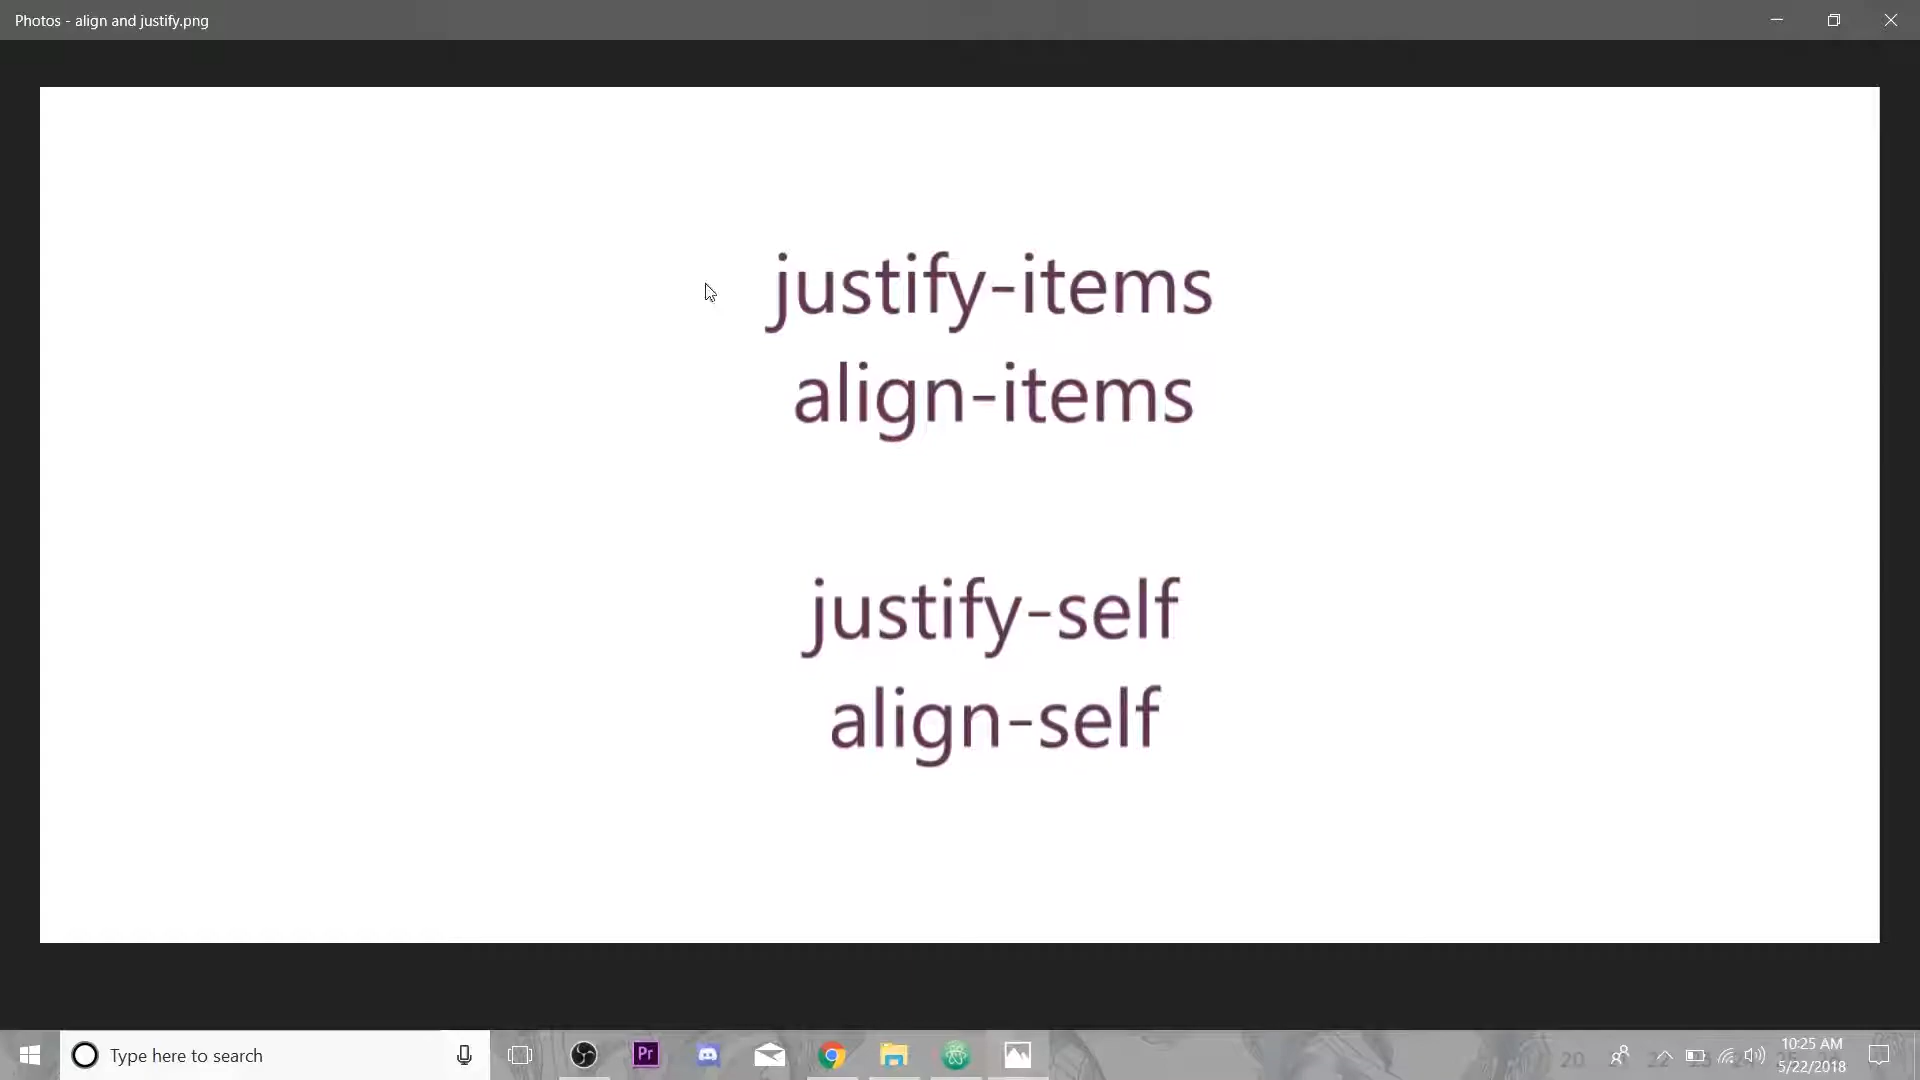 Photos - align and justify.png
justify-items
align-items
justify-self
align-self
Type here to search
Pr
10:25 AM
5/22/2018